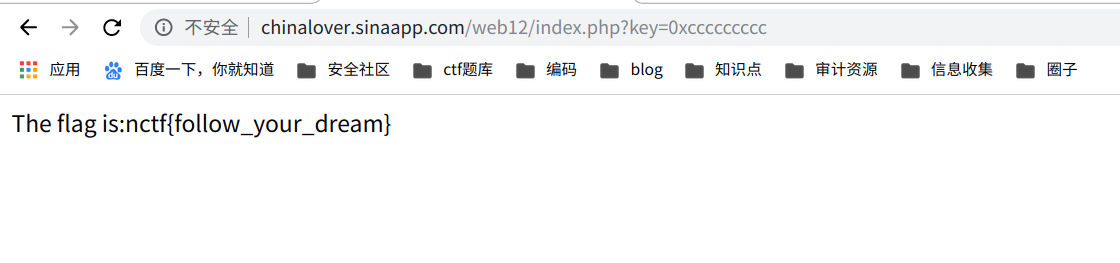 不安全 chinalover.sinaapp.com/web12/index.php?key=0xccccccccc
应用 百度一下，你就知道 安全社区 ctf题库 编码 blog 知识点 审计资源 信息收集 圈子
The flag is:nctf{follow_your_dream}